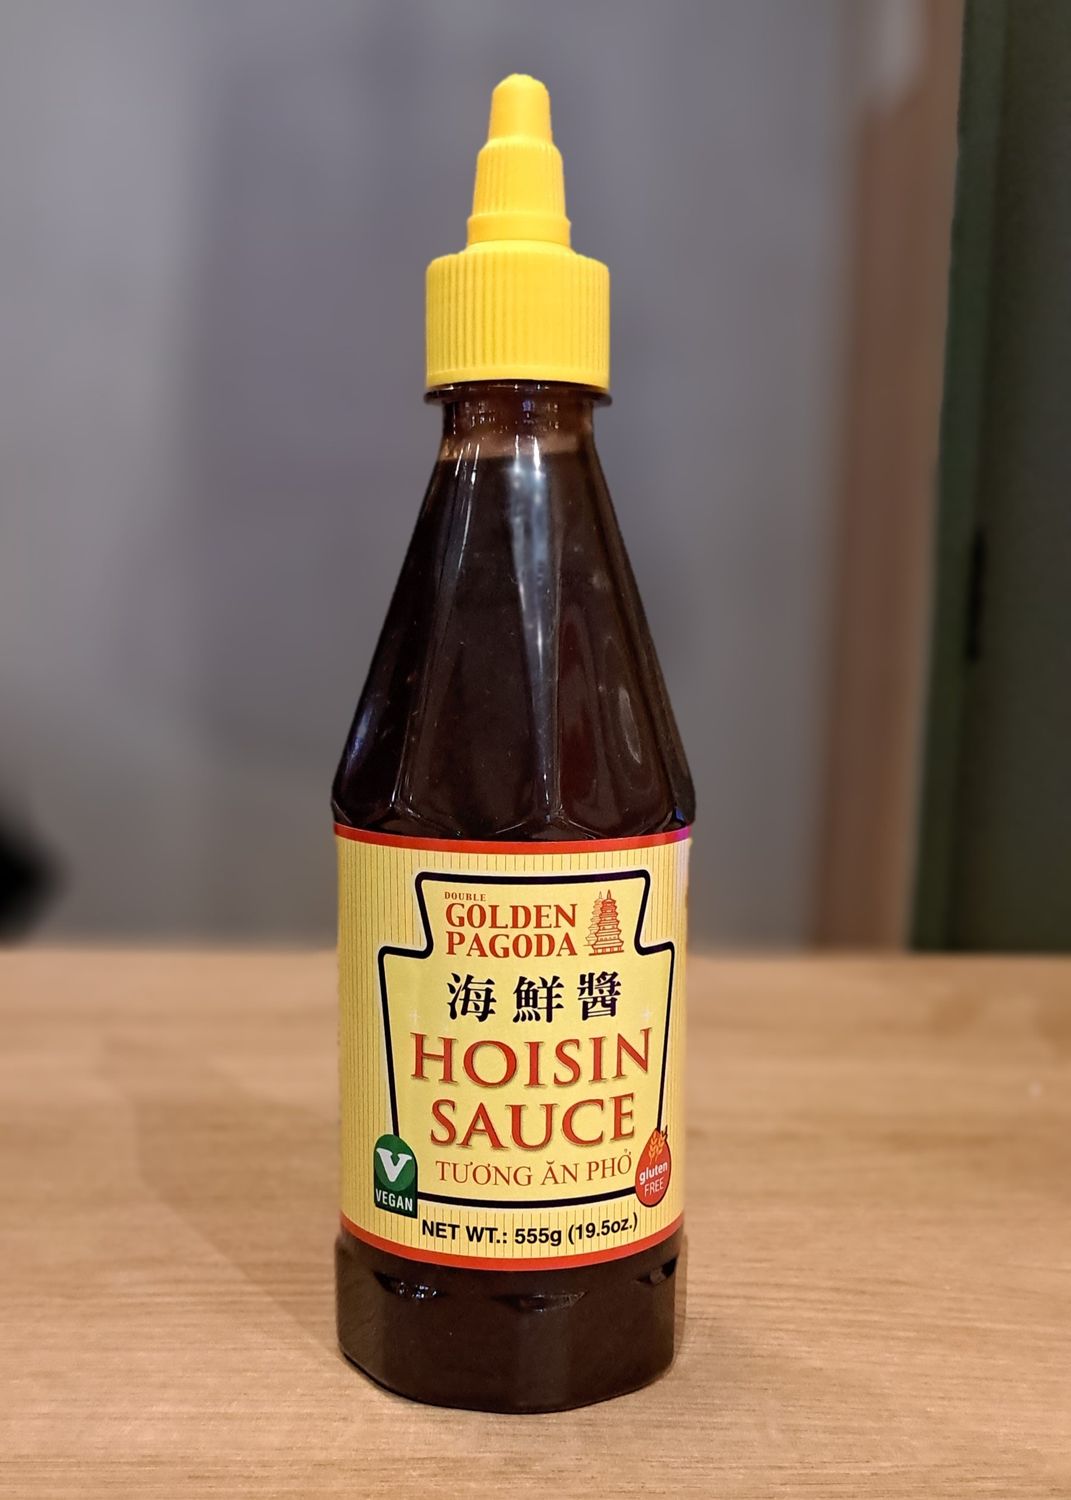 DOUBLE
GOLDEN
PAGODA
海鮮醬
HOISIN
SAUCE
TƯƠNG ĂN PHỞ
V
VEGAN
gluten
FREE
NET WT.: 555g (19.5oz.)